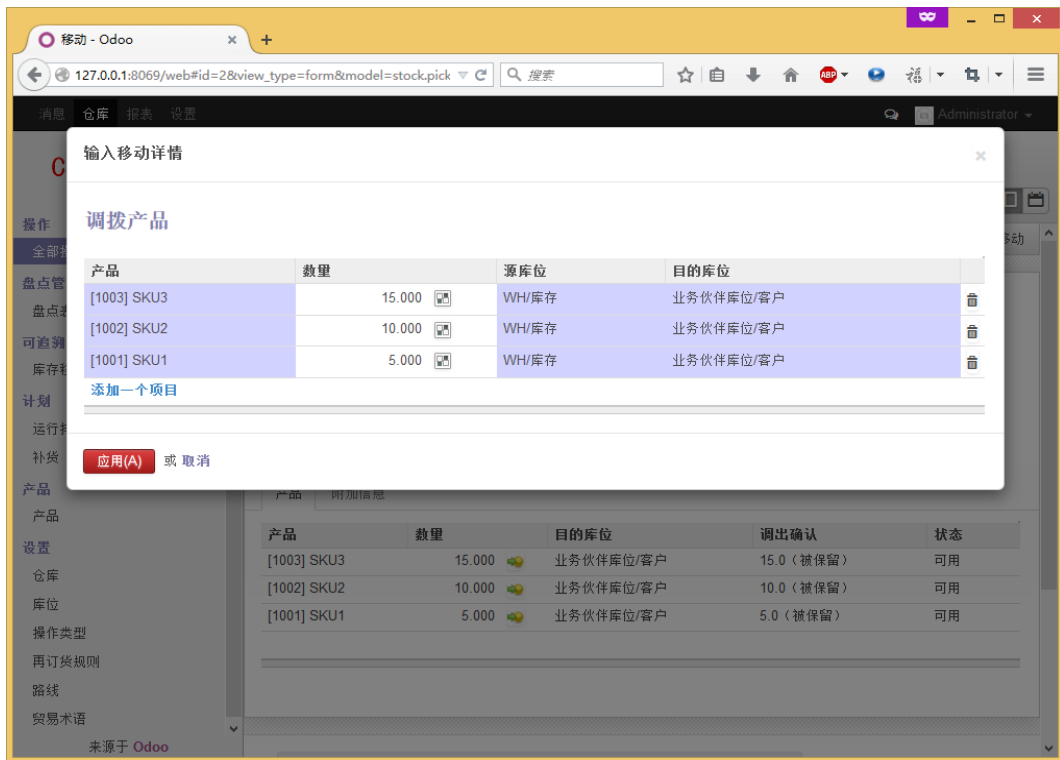 移动 - Odoo
127.0.0.1:8069/web#id=2&view_type=form&model=stock.pick
搜索
ABP
消息 仓库 报表 设置 Administrator
输入移动详情
C
调拨产品
操作
全部
移动
产品 数量 源库位 目的库位
盘点管
[1003] SKU3 15.000 WH/库存 业务伙伴库位/客户
盘点
[1002] SKU2 10.000 WH/库存 业务伙伴库位/客户
可追溯
[1001] SKU1 5.000 WH/库存 业务伙伴库位/客户
库存
添加一个项目
计划
运行
补货
应用(A) 或 取消
产品
产品 附加信息
产品
产品 数量 目的库位 调出确认 状态
设置
[1003] SKU3 15.000 业务伙伴库位/客户 15.0（被保留） 可用
仓库
[1002] SKU2 10.000 业务伙伴库位/客户 10.0（被保留） 可用
库位
[1001] SKU1 5.000 业务伙伴库位/客户 5.0（被保留） 可用
操作类型
再订货规则
路线
贸易术语
来源于 Odoo